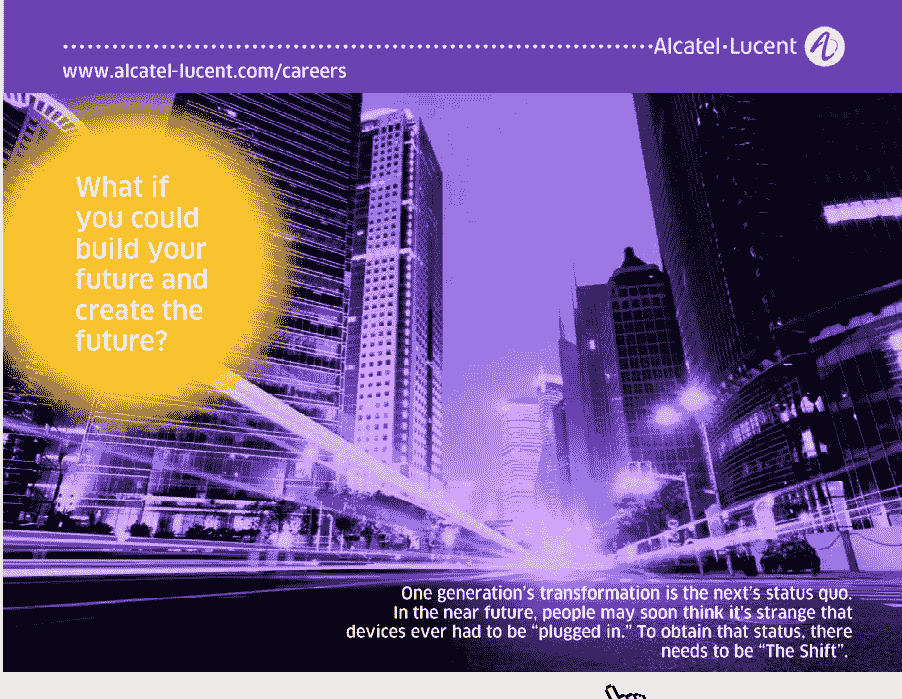 Alcatel·Lucent
www.alcatel-lucent.com/careers
What if
you could
build your
future and
create the
future?
One generation's transformation is the next's status quo.
In the near future, people may soon think it's strange that
devices ever had to be “plugged in.” To obtain that status, there
needs to be “The Shift”.